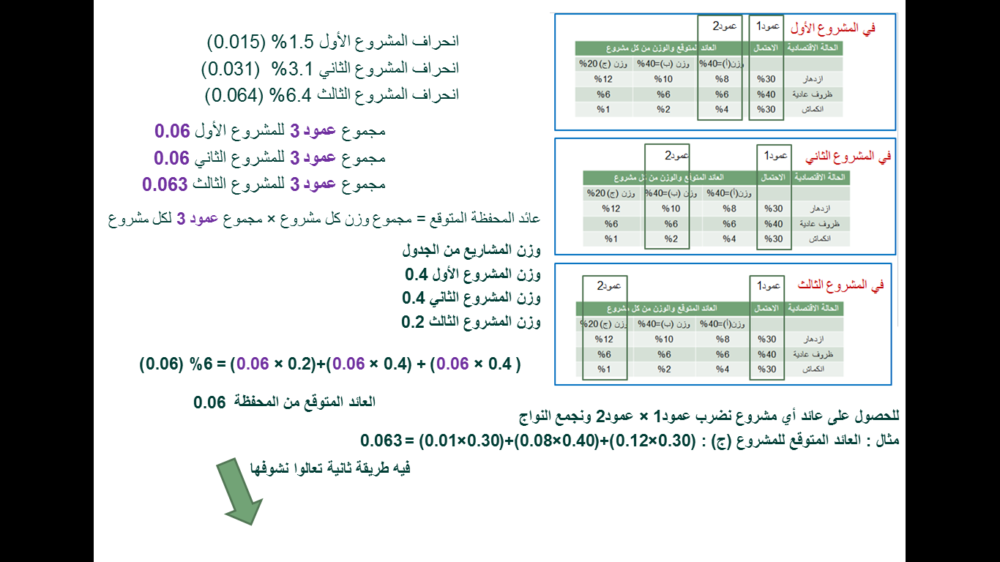 في المشروع الأول
عمود1
عمود2
الحالة الاقتصادية الاحتمال العائد المتوقع والوزن من كل مشروع
وزن(أ)=40% وزن (ب)=40% وزن (ج) 20%
ازدهار 30% 8% 10% 12%
ظروف عادية 40% 6% 6% 6%
انكماش 30% 4% 2% 1%
في المشروع الثاني
عمود1
عمود2
الحالة الاقتصادية الاحتمال العائد المتوقع والوزن من كل مشروع
وزن(أ)=40% وزن (ب)=40% وزن (ج) 20%
ازدهار 30% 8% 10% 12%
ظروف عادية 40% 6% 6% 6%
انكماش 30% 4% 2% 1%
في المشروع الثالث
عمود1
عمود2
الحالة الاقتصادية الاحتمال العائد المتوقع والوزن من كل مشروع
وزن(أ)=40% وزن (ب)=40% وزن (ج) 20%
ازدهار 30% 8% 10% 12%
ظروف عادية 40% 6% 6% 6%
انكماش 30% 4% 2% 1%
للحصول على عائد أي مشروع نضرب عمود1 × عمود2 ونجمع النواج
مثال : العائد المتوقع للمشروع (ج) : (0.12×0.30)+(0.08×0.40)+(0.01×0.30) = 0.063
انحراف المشروع الأول 1.5% (0.015)
انحراف المشروع الثاني 3.1% (0.031)
انحراف المشروع الثالث 6.4% (0.064)
مجموع عمود 3 للمشروع الأول 0.06
مجموع عمود 3 للمشروع الثاني 0.06
مجموع عمود 3 للمشروع الثالث 0.063
عائد المحفظة المتوقع = مجموع وزن كل مشروع × مجموع عمود 3 لكل مشروع
وزن المشاريع من الجدول
وزن المشروع الأول 0.4
وزن المشروع الثاني 0.4
وزن المشروع الثالث 0.2
(0.06) %6 = (0.06 × 0.2)+(0.06 × 0.4) + (0.06 × 0.4 )
العائد المتوقع من المحفظة 0.06
فيه طريقة ثانية تعالوا نشوفها